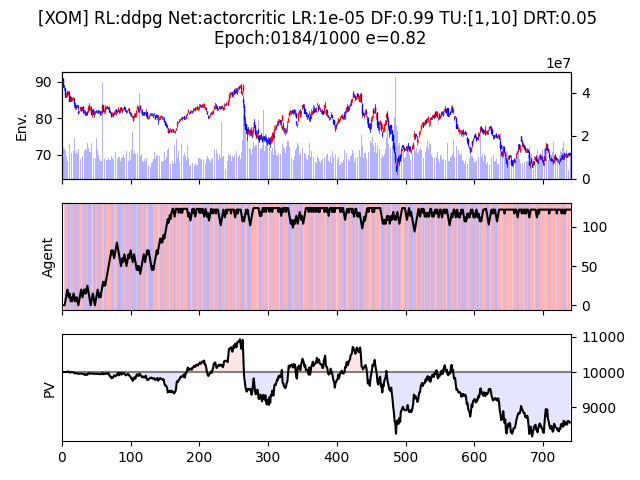 [XOM] RL:ddpg Net:actorcritic LR:1e-05 DF:0.99 TU:[1,10] DRT:0.05
Epoch:0184/1000 e=0.82
1e7
90
80
70
Env.
4
2
0
Agent
100
50
0
PV
11000
10000
9000
0 100 200 300 400 500 600 700